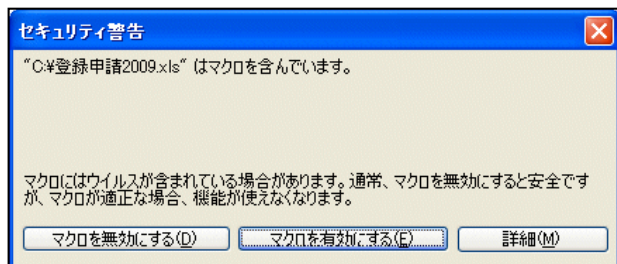 セキュリティ警告
"C:¥登録申請2009.xls" はマクロを含んでいます。
マクロにはウイルスが含まれている場合があります。通常、マクロを無効にすると安全です
が、マクロが適正な場合、機能が使えなくなります。
マクロを無効にする(D) マクロを有効にする(E) 詳細(M)